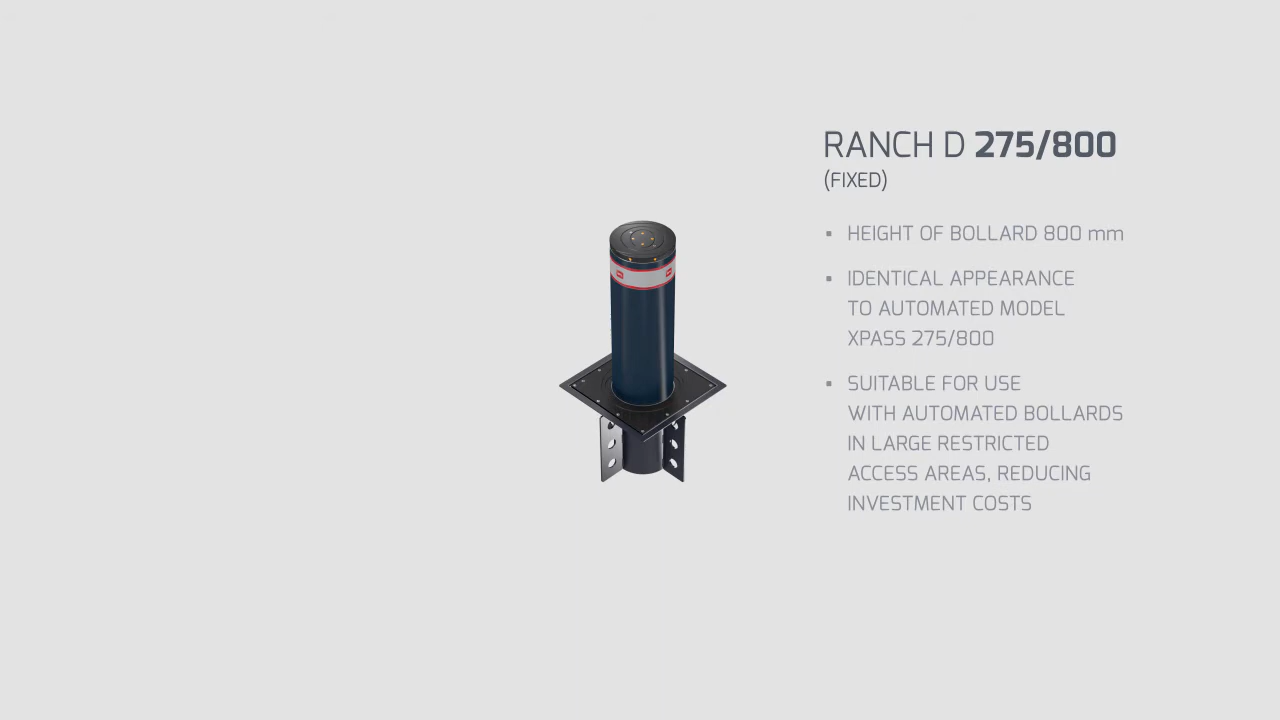 RANCH D 275/800
(FIXED)
▪ HEIGHT OF BOLLARD 800 mm
▪ IDENTICAL APPEARANCE
TO AUTOMATED MODEL
XPASS 275/800
▪ SUITABLE FOR USE
WITH AUTOMATED BOLLARDS
IN LARGE RESTRICTED
ACCESS AREAS, REDUCING
INVESTMENT COSTS